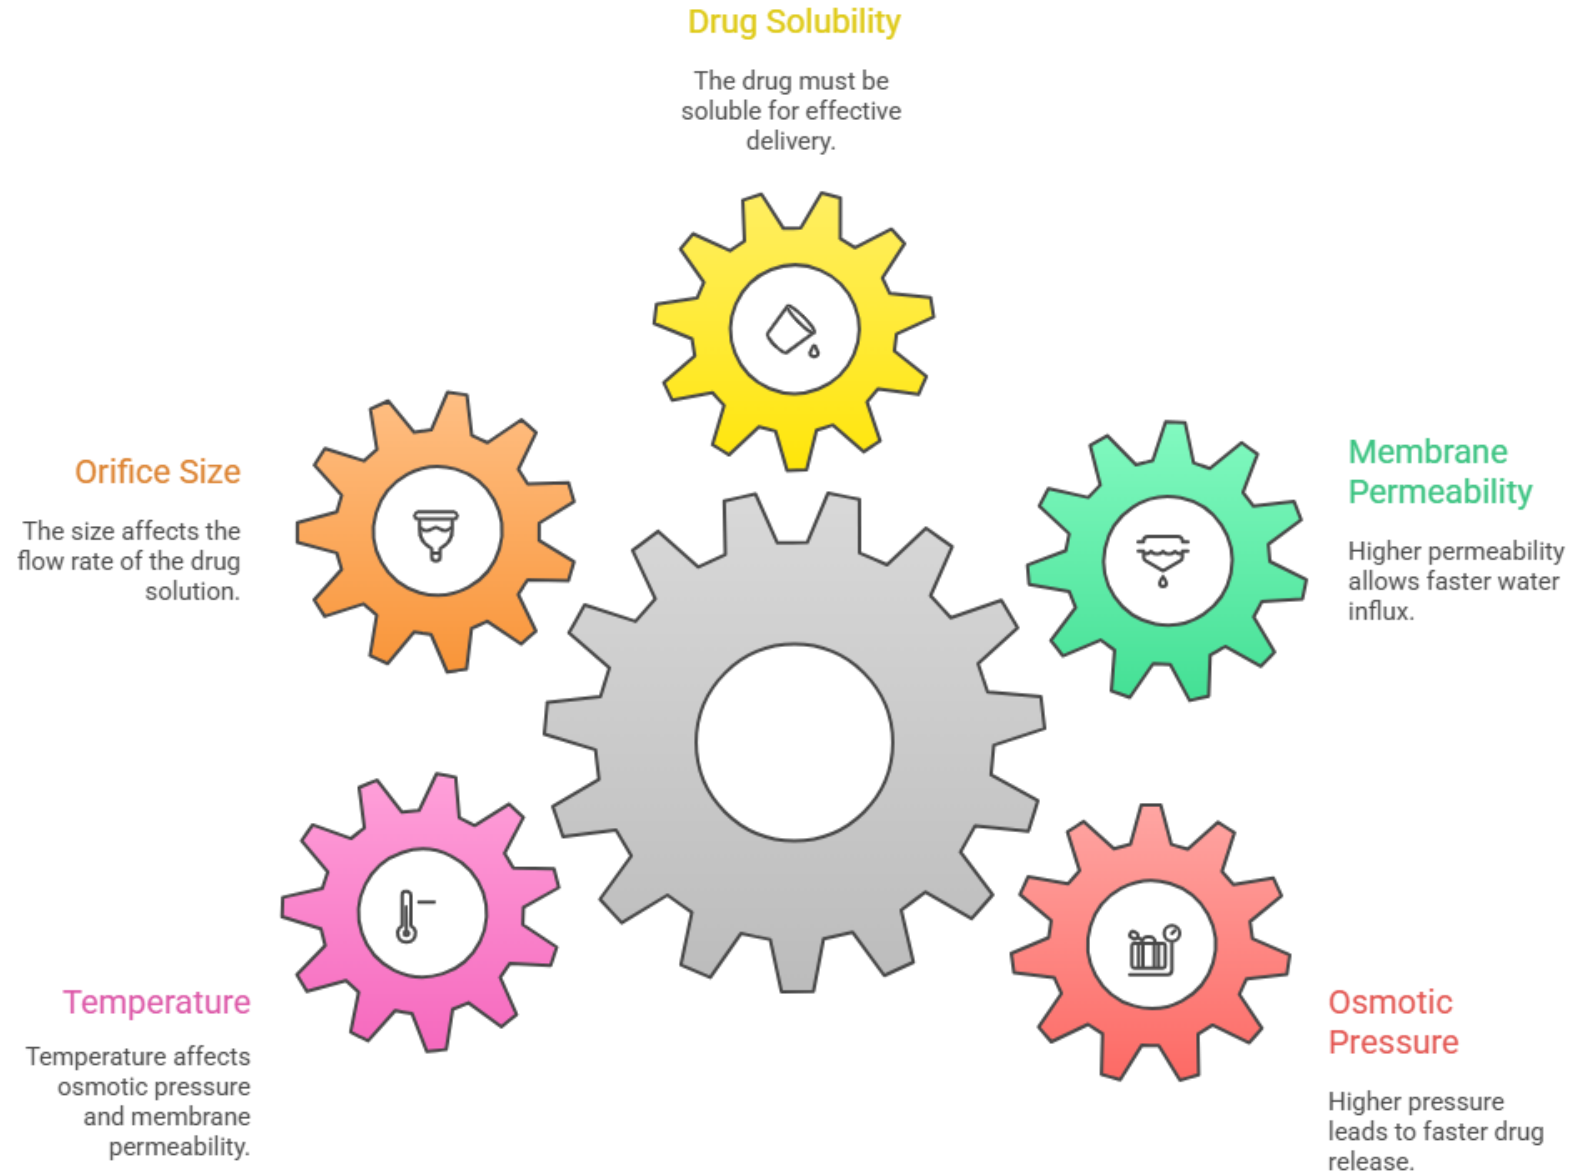 Drug Solubility
The drug must be
soluble for effective
delivery.
Orifice Size
The size affects the
flow rate of the drug
solution.
Membrane
Permeability
Higher permeability
allows faster water
influx.
Temperature
Temperature affects
osmotic pressure
and membrane
permeability.
Osmotic
Pressure
Higher pressure
leads to faster drug
release.